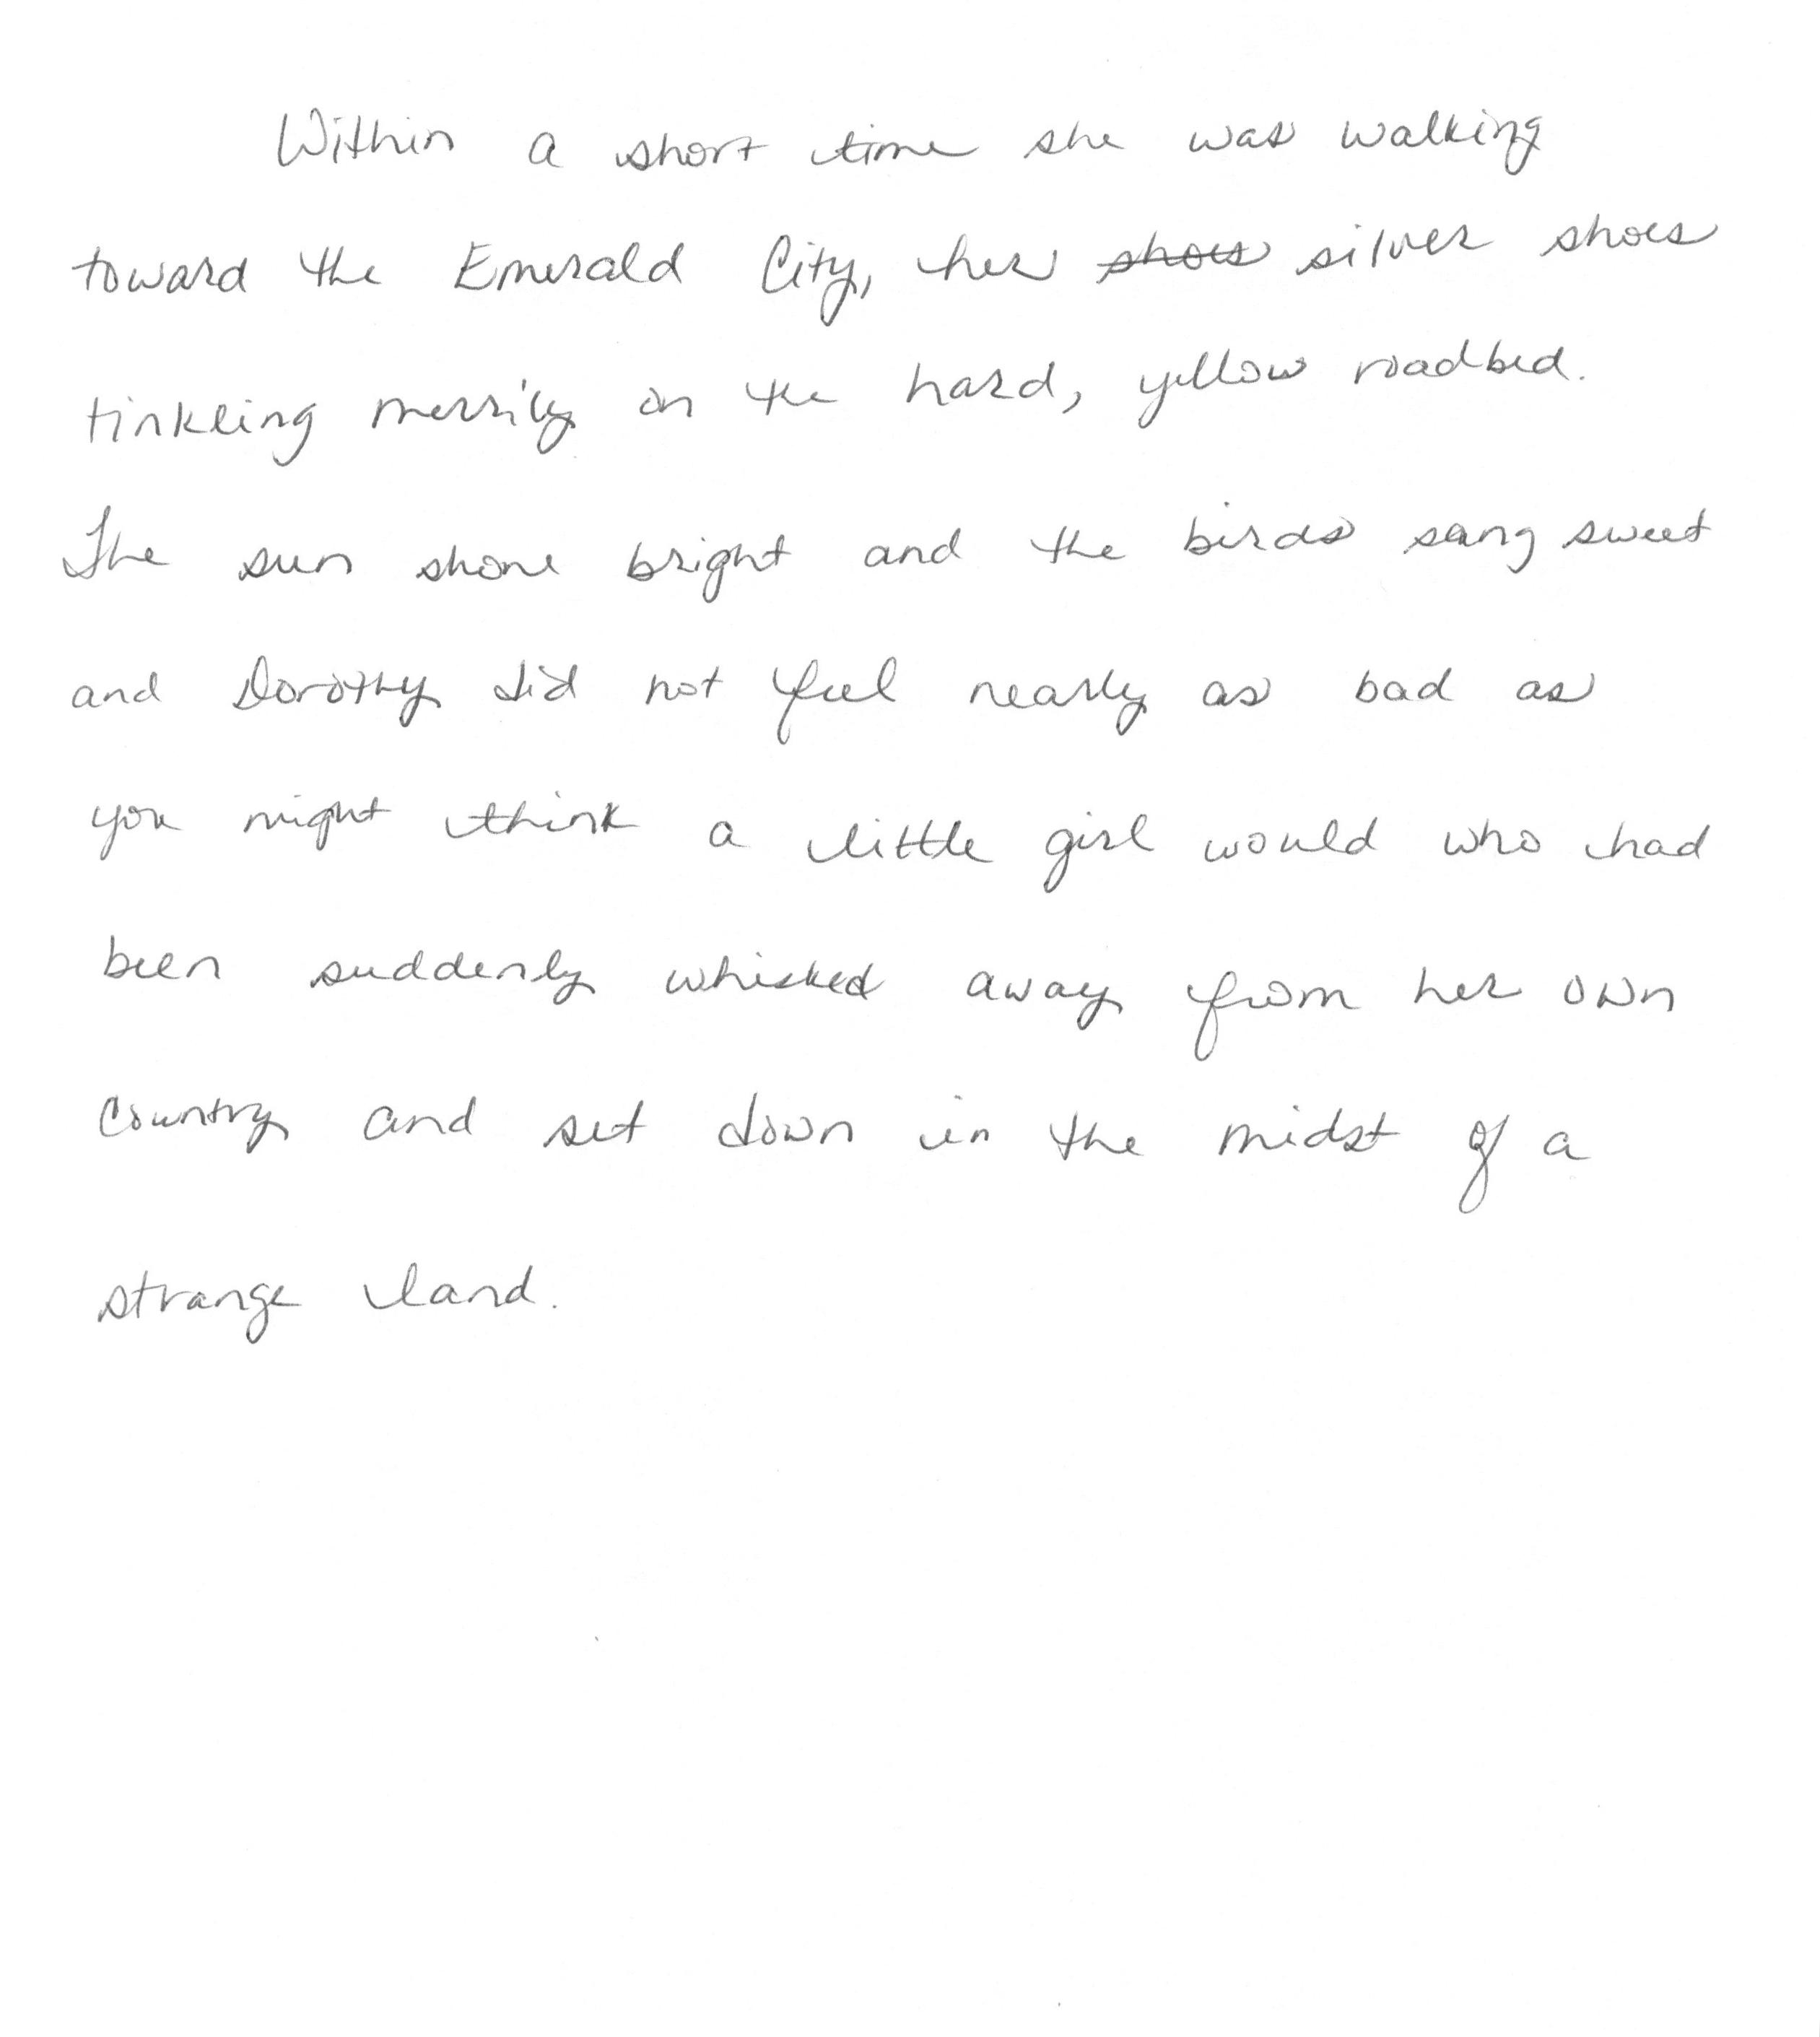 Within a short time she was walking
toward the Emerald City, her shoes silver shoes
tinkling merrily on the hard, yellow roadbed.
The sun shone bright and the birds sang sweet
and Dorothy did not feel nearly as bad as
you might think a little girl would who had
been suddenly whisked away from her own
country and set down in the midst of a
strange land.